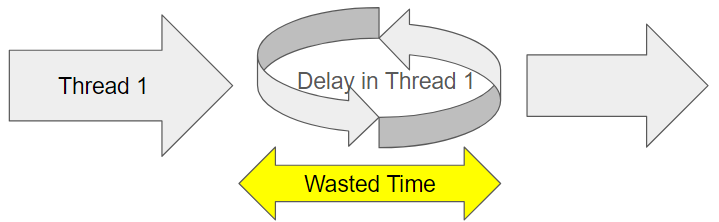 Thread 1
Delay in Thread 1
Wasted Time